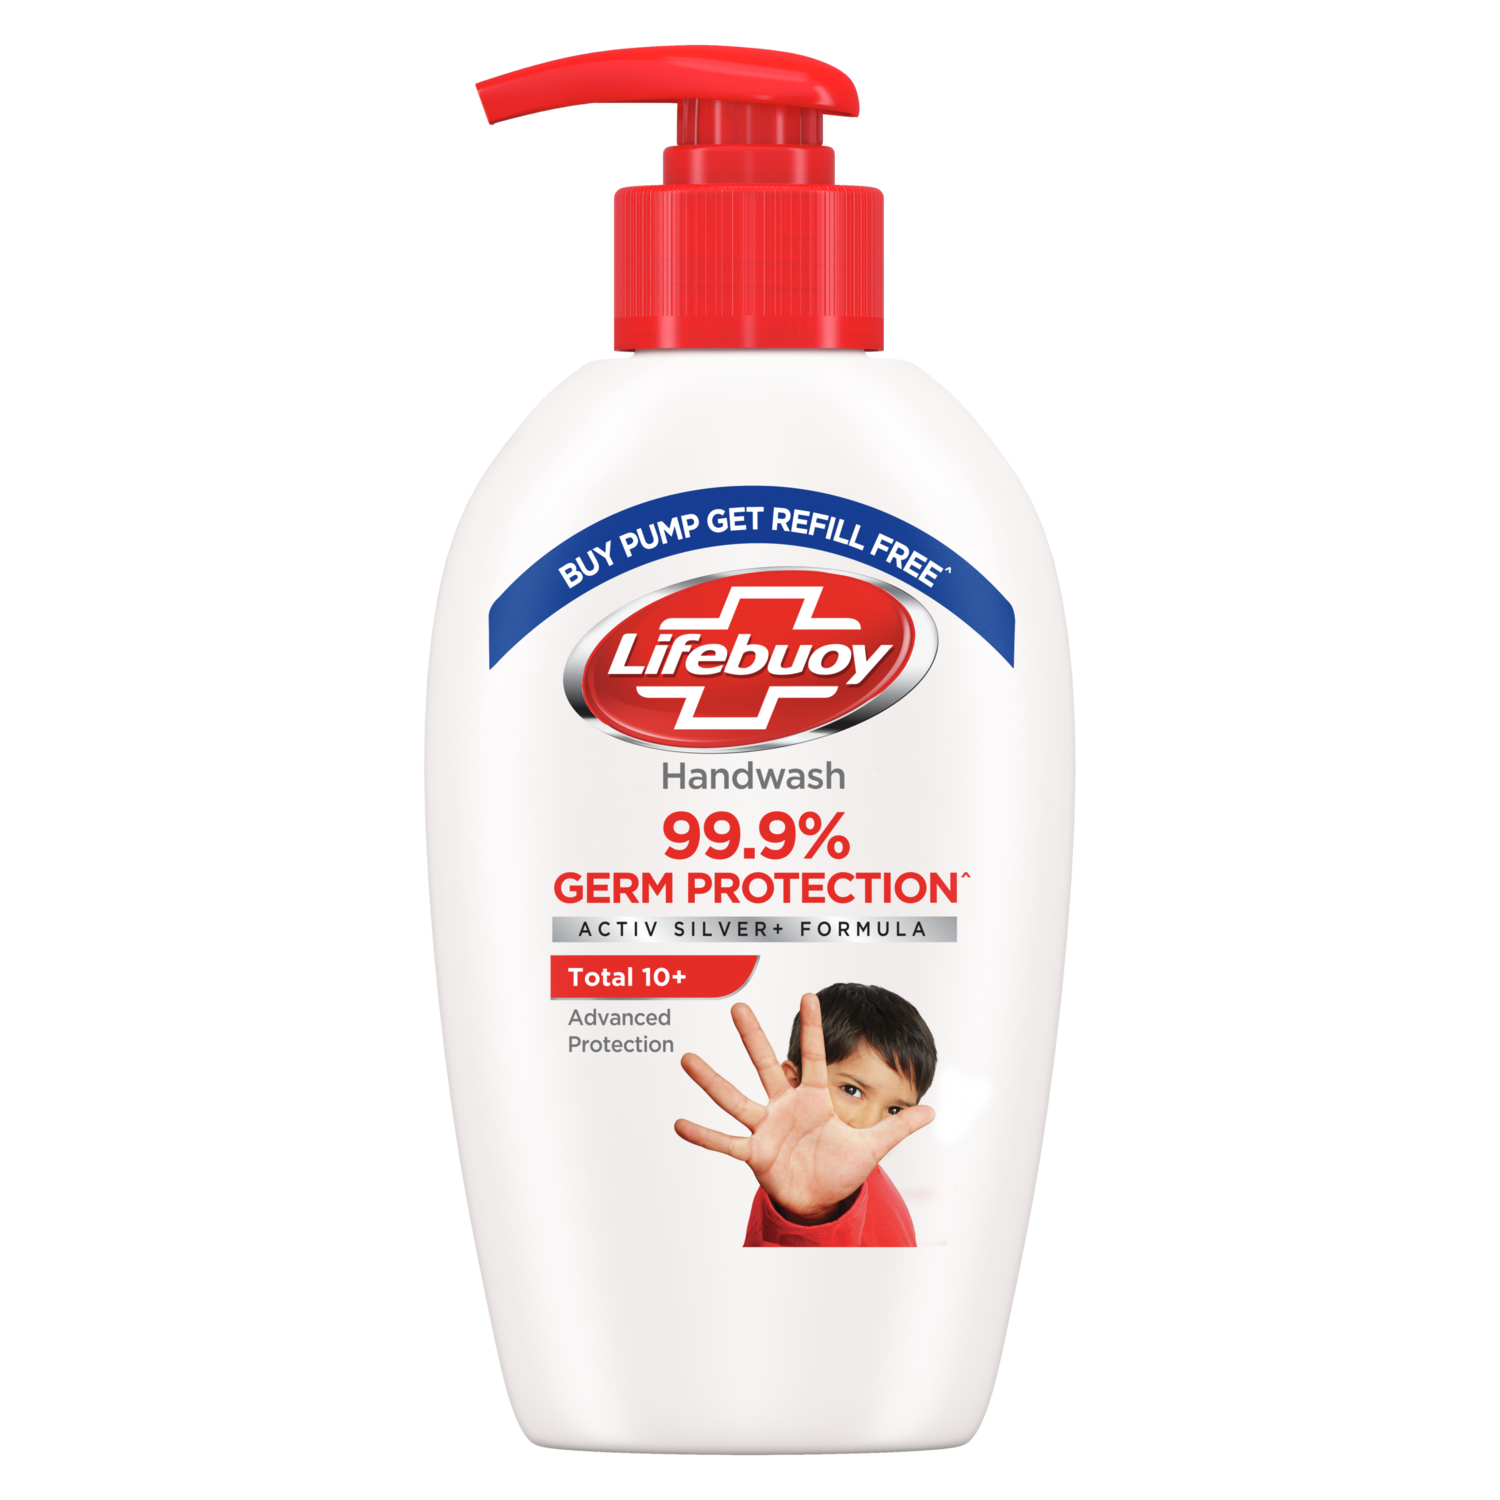 BUY PUMP GET REFILL FREE^
Lifebuoy
Handwash
99.9%
GERM PROTECTION^
ACTIV SILVER+ FORMULA
Total 10+
Advanced
Protection